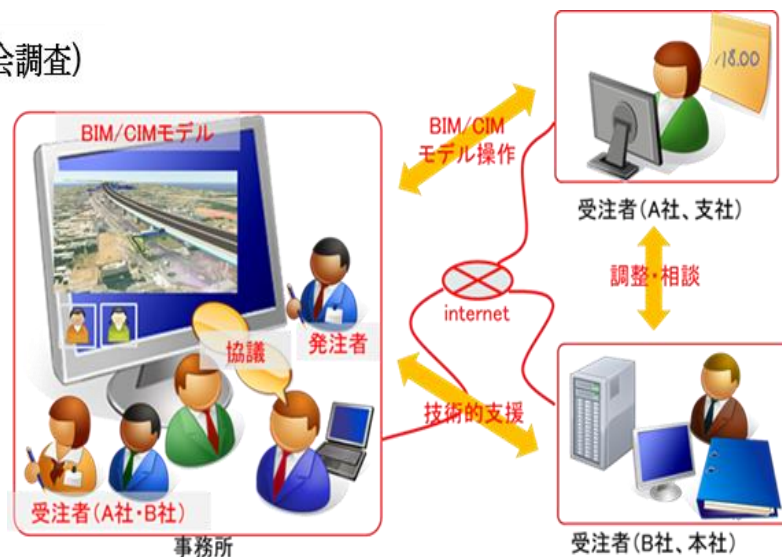 会調査)
BIM/CIMモデル
協議
発注者
受注者(A社・B社)
事務所
BIM/CIM
モデル操作
internet
技術的支援
18.00
受注者(A社、支社)
調整・相談
受注者(B社、本社)